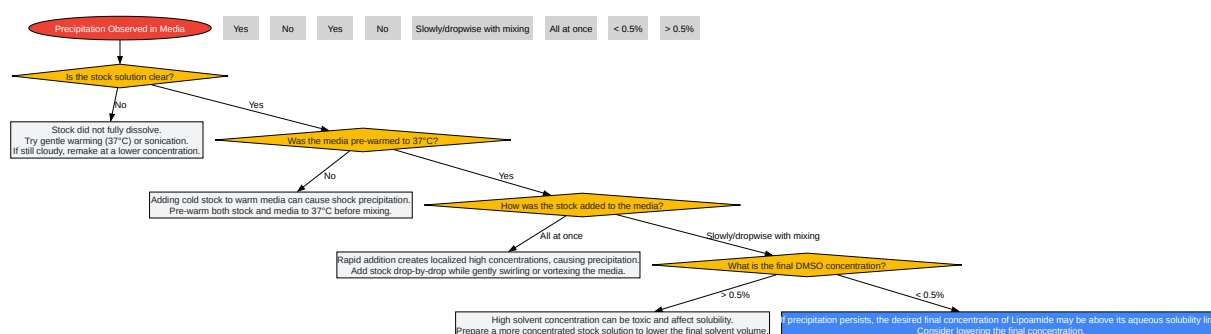 Precipitation Observed in Media
Yes
No
Yes
No
Slowly/dropwise with mixing
All at once
< 0.5%
> 0.5%
Is the stock solution clear?
No
Yes
Stock did not fully dissolve.
Try gentle warming (37°C) or sonication.
If still cloudy, remake at a lower concentration.
Was the media pre-warmed to 37°C?
No
Yes
Adding cold stock to warm media can cause shock precipitation.
Pre-warm both stock and media to 37°C before mixing.
How was the stock added to the media?
All at once
Slowly/dropwise with mixing
Rapid addition creates localized high concentrations, causing precipitation.
Add stock drop-by-drop while gently swirling or vortexing the media.
What is the final DMSO concentration?
> 0.5%
< 0.5%
High solvent concentration can be toxic and affect solubility.
Prepare a more concentrated stock solution to lower the final solvent volume.
If precipitation persists, the desired final concentration of Lipoamide may be above its aqueous solubility
Consider lowering the final concentration.